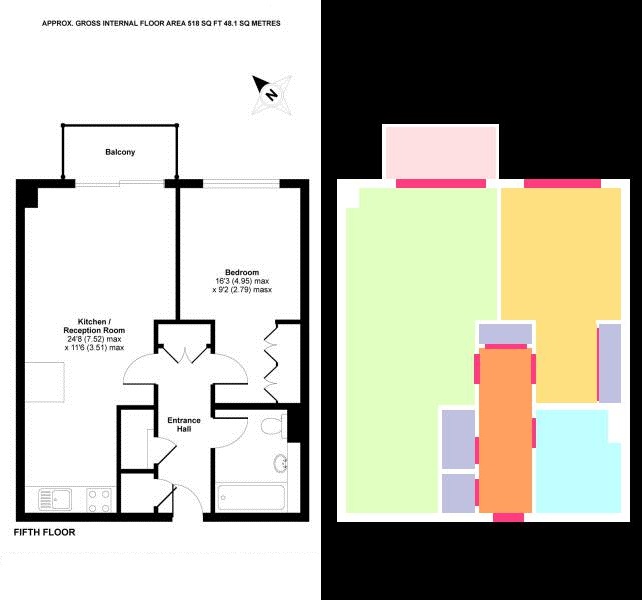 APPROX. GROSS INTERNAL FLOOR AREA 518 SQ FT 48.1 SQ METRES
N
Balcony
Bedroom
16'3 (4.95) max
x 9'2 (2.79) masx
Kitchen /
Reception Room
24'8 (7.52) max
x 11'6 (3.51) max
Entrance
Hall
FIFTH FLOOR